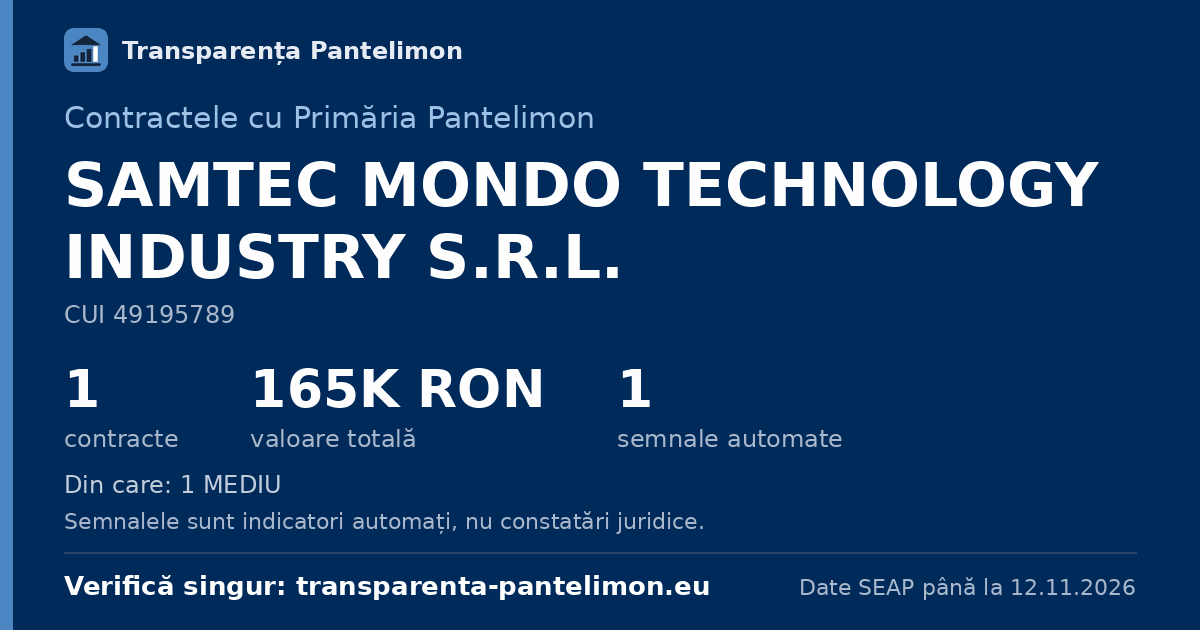 Transparența Pantelimon
Contractele cu Primăria Pantelimon
SAMTEC MONDO TECHNOLOGY
INDUSTRY S.R.L.
CUI 49195789
1 165K RON 1
contracte valoare totală semnale automate
Din care: 1 MEDIU
Semnalele sunt indicatori automați, nu constatări juridice.
Verifică singur: transparenta-pantelimon.eu Date SEAP până la 12.11.2026